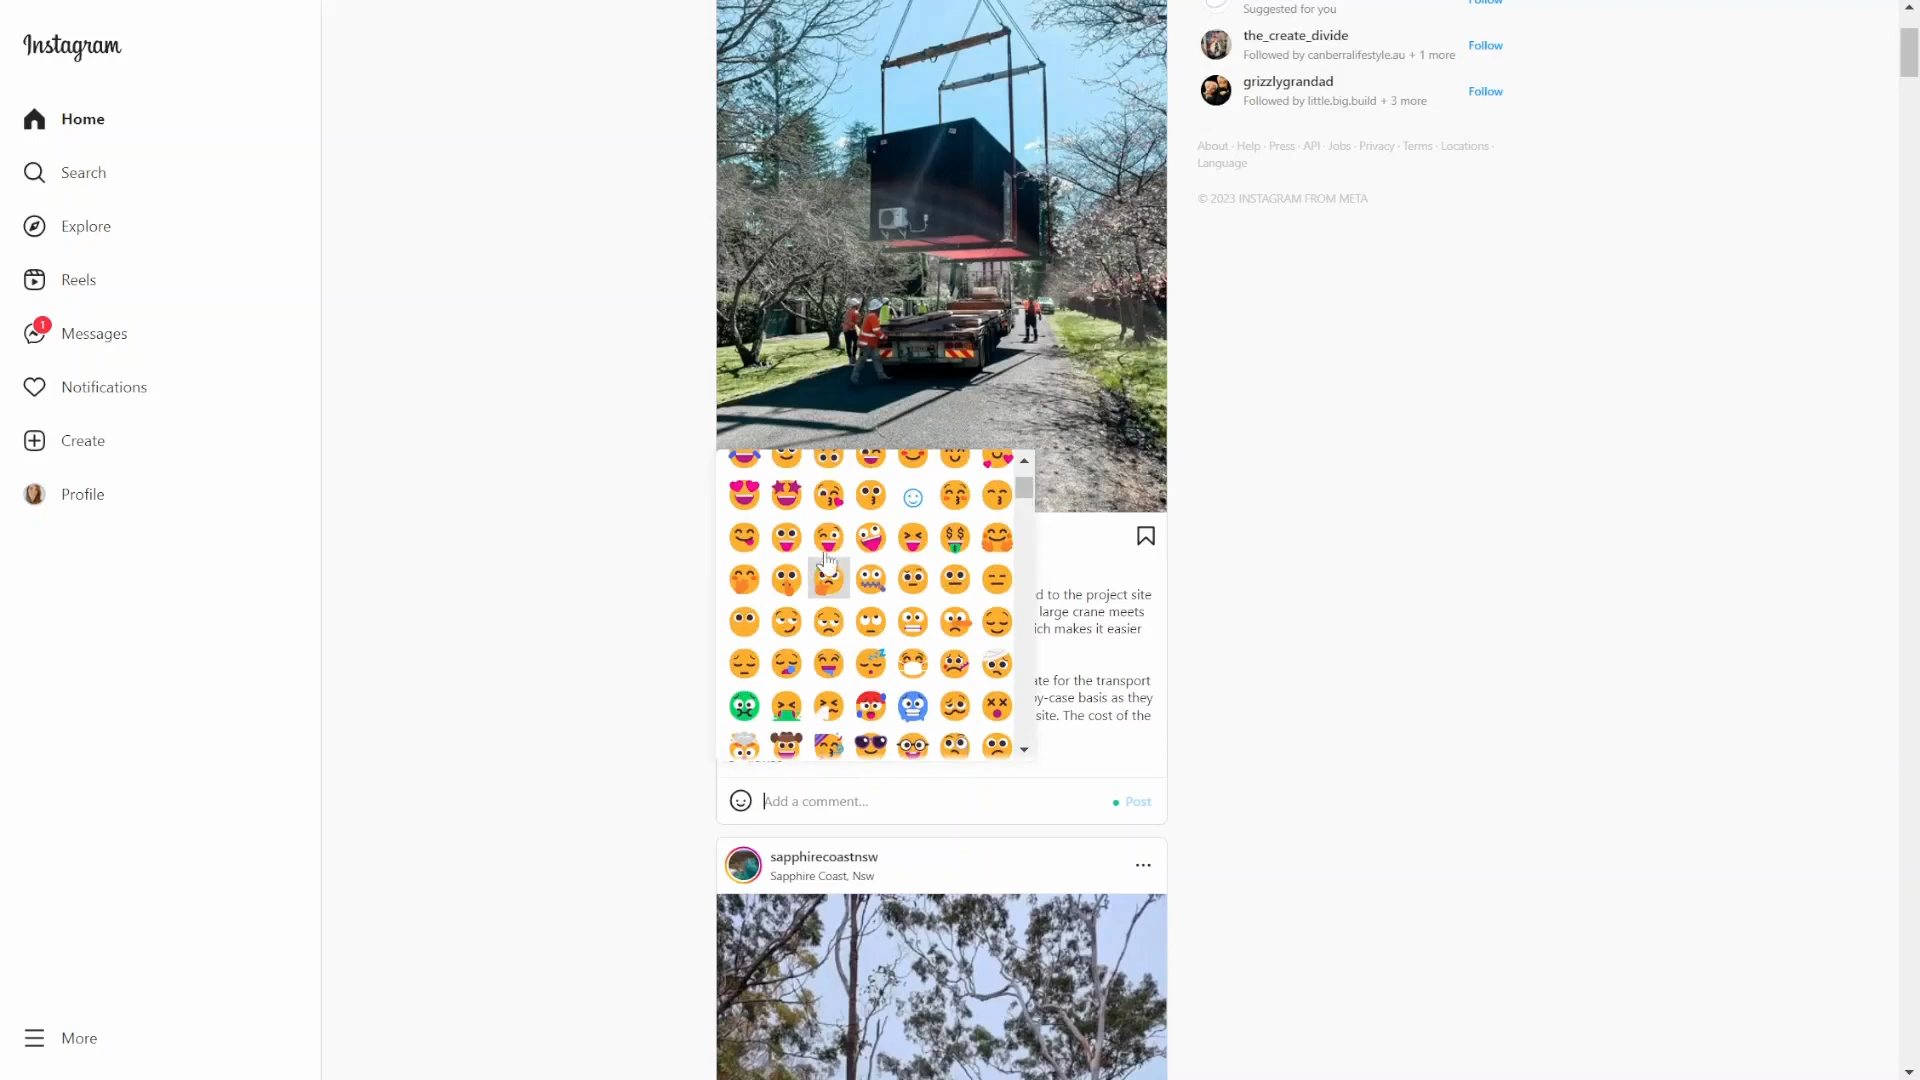 Instagram
Home
Search
Explore
Reels
1
Messages
Notifications
Create
Profile
More
d to the project site
large crane meets
ich makes it easier
ate for the transport
by-case basis as they
site. The cost of the
Add a comment...
Post
sapphirecoastnsw
Sapphire Coast, Nsw
Suggested for you
Follow
the_create_divide
Followed by canberralifestyle.au + 1 more
Follow
grizzlygrandad
Followed by little.big.build + 3 more
Follow
About · Help · Press · API · Jobs · Privacy · Terms · Locations ·
Language
© 2023 INSTAGRAM FROM META